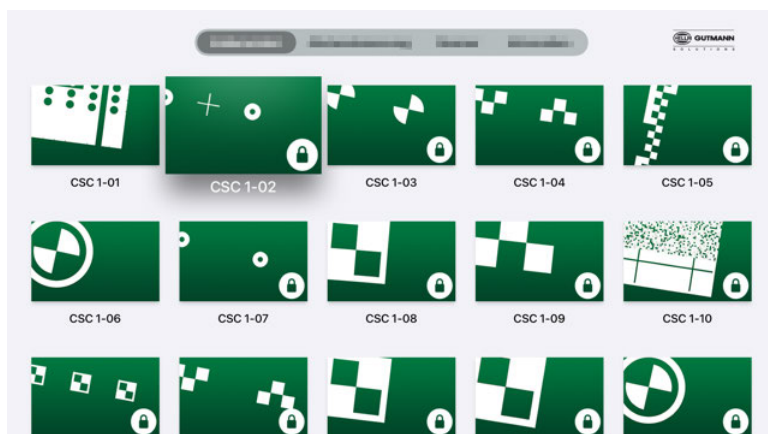 HELLA GUTMANN
SOLUTIONS
CSC 1-01
CSC 1-02
CSC 1-03
CSC 1-04
CSC 1-05
CSC 1-06
CSC 1-07
CSC 1-08
CSC 1-09
CSC 1-10